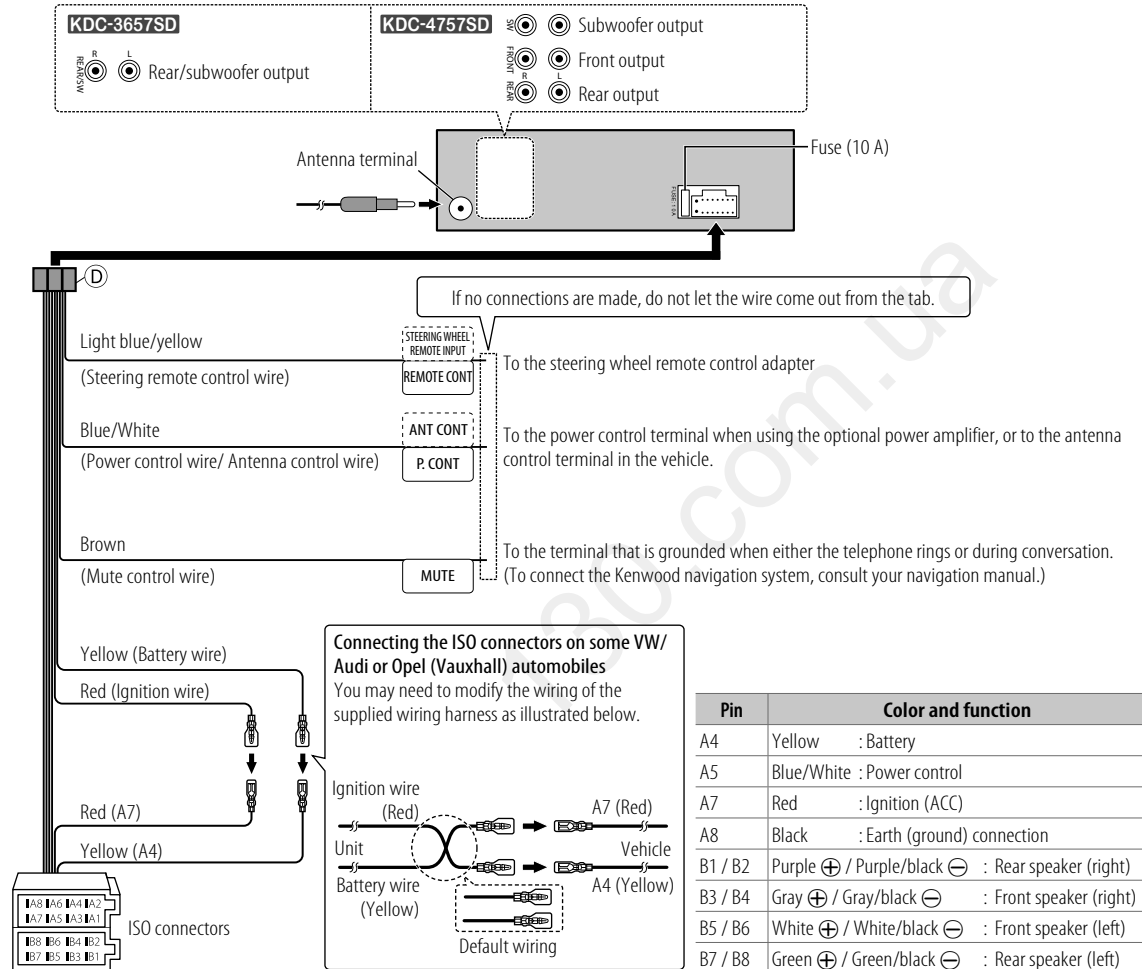 KDC-3657SD
R L
REAR/SW
Rear/subwoofer output
KDC-4757SD
SW
Subwoofer output
FRONT
Front output
R L
REAR
Rear output
Antenna terminal
Fuse (10 A)
FUSE: 10A
D
If no connections are made, do not let the wire come out from the tab.
Light blue/yellow
(Steering remote control wire)
STEERING WHEEL
REMOTE INPUT
REMOTE CONT
To the steering wheel remote control adapter
Blue/White
(Power control wire/ Antenna control wire)
ANT CONT
P. CONT
To the power control terminal when using the optional power amplifier, or to the antenna
control terminal in the vehicle.
Brown
(Mute control wire)
MUTE
To the terminal that is grounded when either the telephone rings or during conversation.
(To connect the Kenwood navigation system, consult your navigation manual.)
Yellow (Battery wire)
Red (Ignition wire)
Red (A7)
Yellow (A4)
A8 A6 A4 A2
A7 A5 A3 A1
B8 B6 B4 B2
B7 B5 B3 B1
ISO connectors
Connecting the ISO connectors on some VW/
Audi or Opel (Vauxhall) automobiles
You may need to modify the wiring of the
supplied wiring harness as illustrated below.
Ignition wire
(Red)
A7 (Red)
Unit
Vehicle
Battery wire
(Yellow)
A4 (Yellow)
Default wiring
Pin Color and function
A4 Yellow : Battery
A5 Blue/White : Power control
A7 Red : Ignition (ACC)
A8 Black : Earth (ground) connection
B1 / B2 Purple ⊕ / Purple/black ⊖ : Rear speaker (right)
B3 / B4 Gray ⊕ / Gray/black ⊖ : Front speaker (right)
B5 / B6 White ⊕ / White/black ⊖ : Front speaker (left)
B7 / B8 Green ⊕ / Green/black ⊖ : Rear speaker (left)
130.com.ua